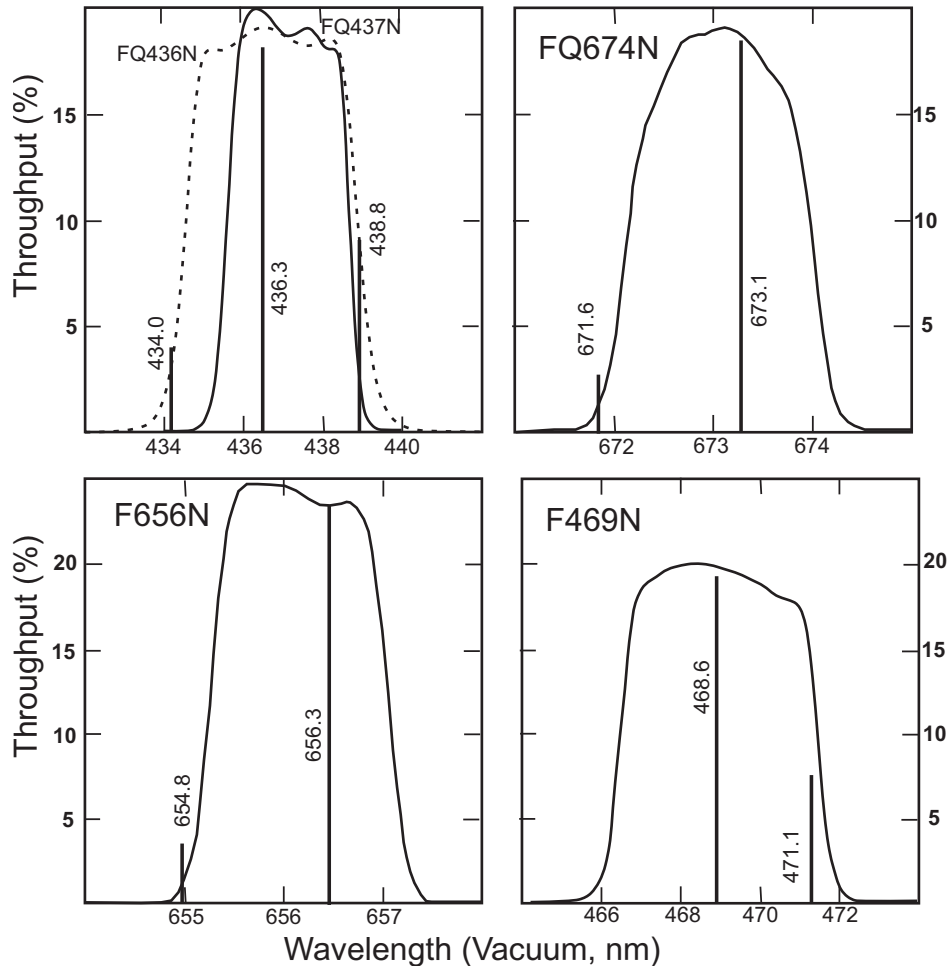 FQ436N
FQ437N
Throughput (%)
15
10
5
434.0
436.3
438.8
434 436 438 440
FQ674N
15
10
5
671.6
673.1
672 673 674
F656N
Throughput (%)
20
15
10
5
654.8
656.3
655 656 657
F469N
20
15
10
5
468.6
471.1
466 468 470 472
Wavelength (Vacuum, nm)